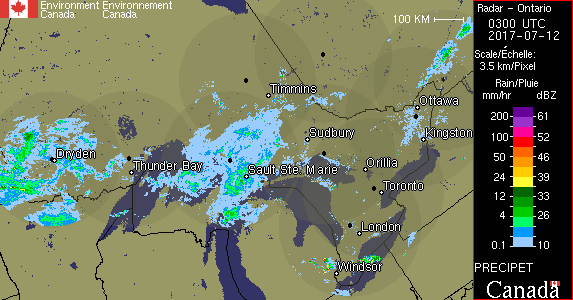 Environment Environnement
Canada Canada
100 KM
Timmins
Ottawa
Sudbury
Kingston
Dryden
Thunder Bay
Sault Ste. Marie
Orillia
Toronto
London
Windsor
Radar - Ontario
0300 UTC
2017-07-12
Scale/Échelle:
3.5 km/Pixel
Rain/Pluie
mm/hr dBZ
200 61
100 52
50 46
24 39
12 33
4 26
0.1 10
PRECIPET
Canada